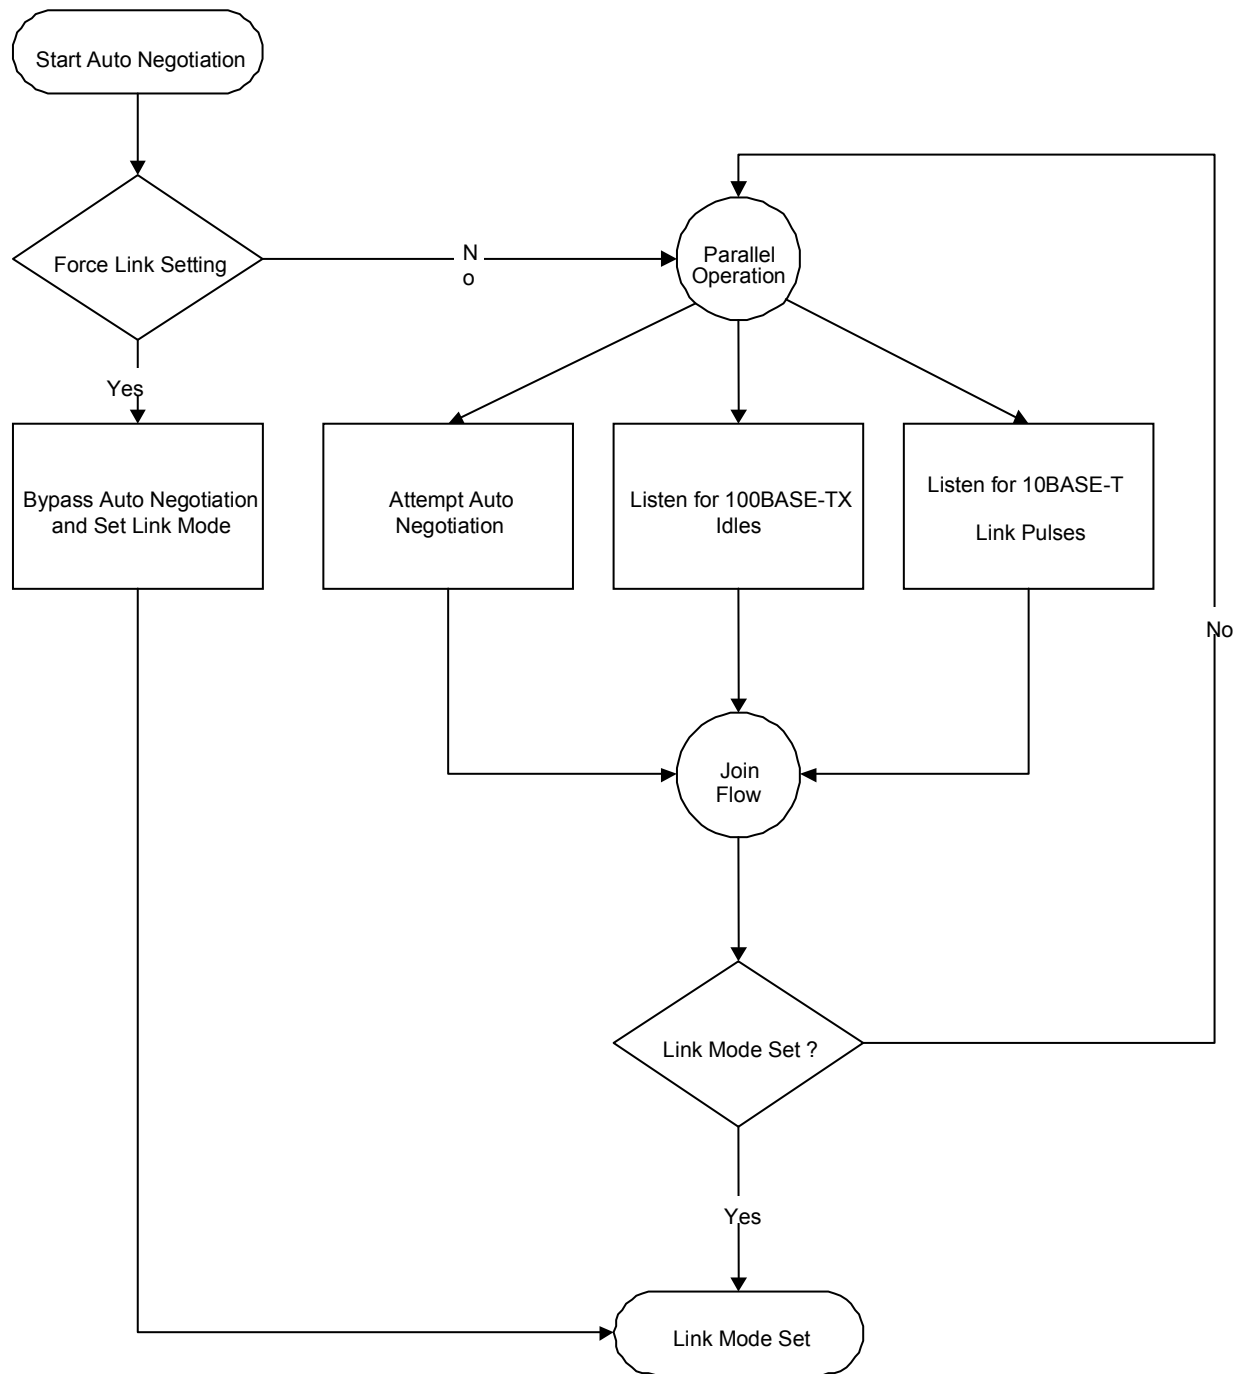 Start Auto Negotiation
Force Link Setting
N
o
Parallel
Operation
Yes
Bypass Auto Negotiation
and Set Link Mode
Attempt Auto
Negotiation
Listen for 100BASE-TX
Idles
Listen for 10BASE-T
Link Pulses
No
Join
Flow
Link Mode Set ?
Yes
Link Mode Set